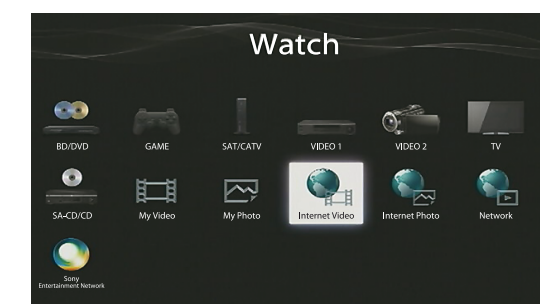 Watch
BD/DVD
GAME
SAT/CATV
VIDEO 1
VIDEO 2
TV
SA-CD/CD
My Video
My Photo
Internet Video
Internet Photo
Network
Sony
Entertainment Network